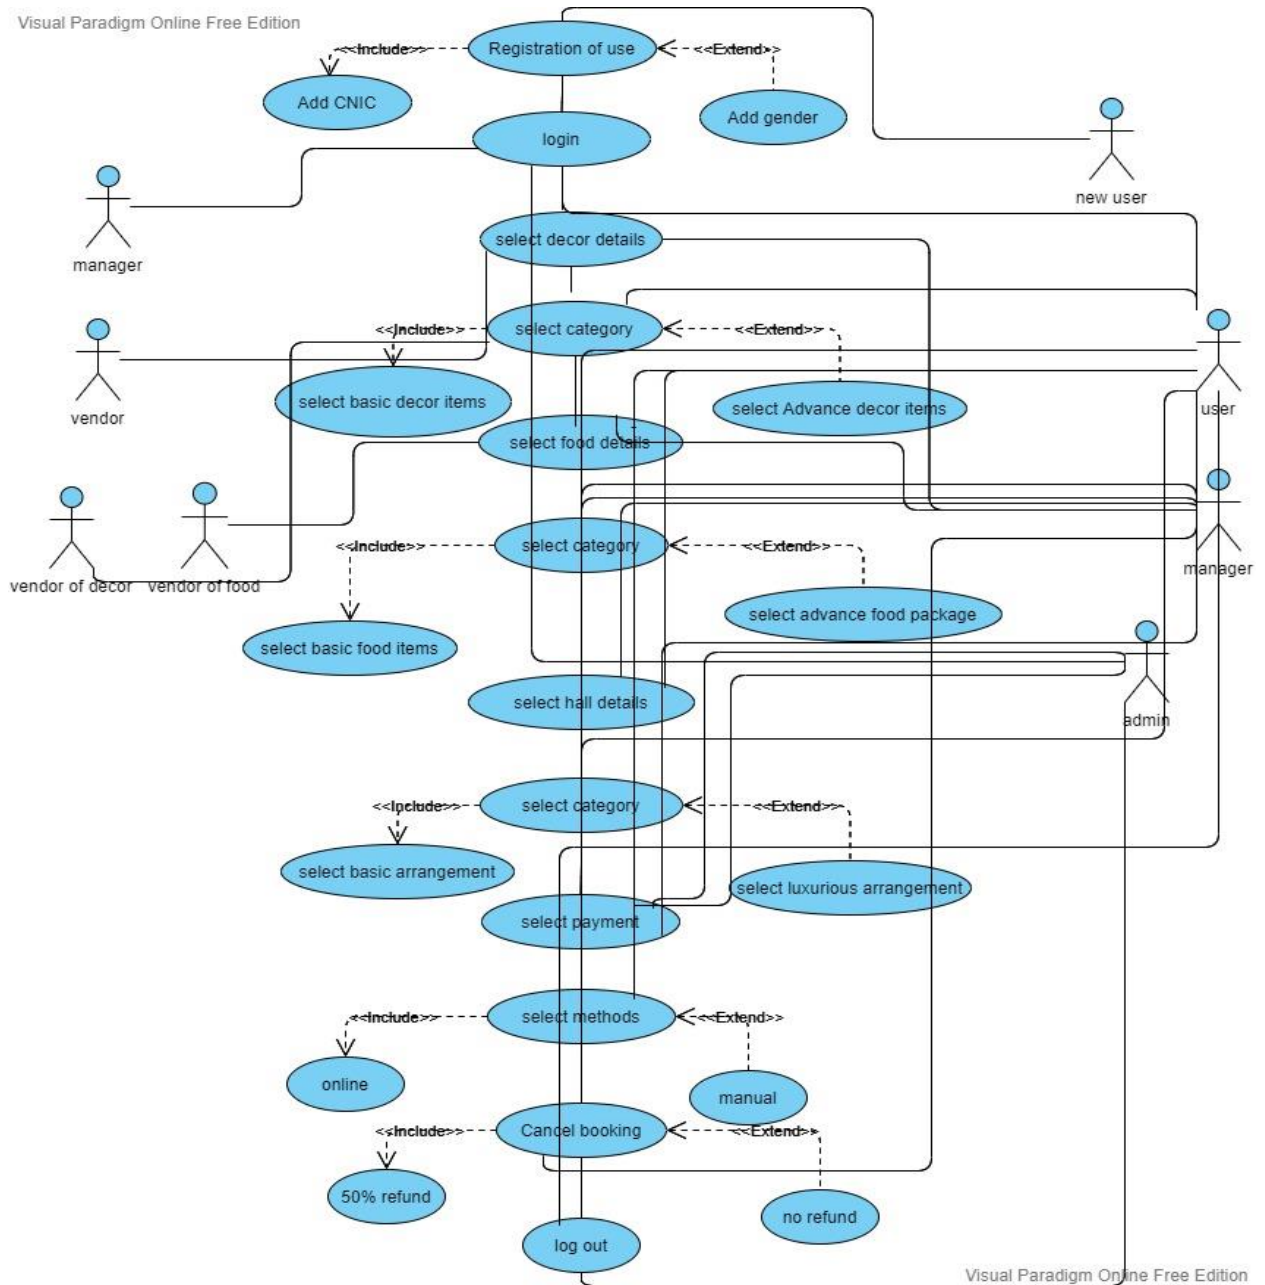 Visual Paradigm Online Free Edition
<<Include>>
Registration of use
<<Extend>>
Add CNIC
Add gender
login
new user
manager
select decor details
<<Include>>
select category
<<Extend>>
vendor
select basic decor items
select Advance decor items
user
select food details
<<Include>>
select category
<<Extend>>
manager
vendor of decor
vendor of food
select advance food package
select basic food items
select hall details
admin
<<Include>>
select category
<<Extend>>
select basic arrangement
select luxurious arrangement
select payment
<<Include>>
select methods
<<Extend>>
online
manual
<<Include>>
Cancel booking
<<Extend>>
50% refund
no refund
log out
Visual Paradigm Online Free Edition